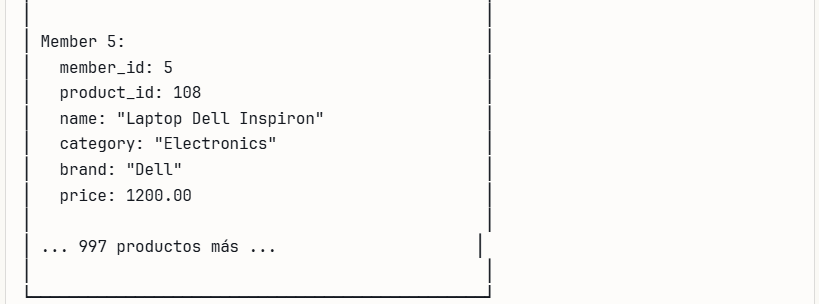 Member 5:
member_id: 5
product_id: 108
name: "Laptop Dell Inspiron"
category: "Electronics"
brand: "Dell"
price: 1200.00
... 997 productos más ...